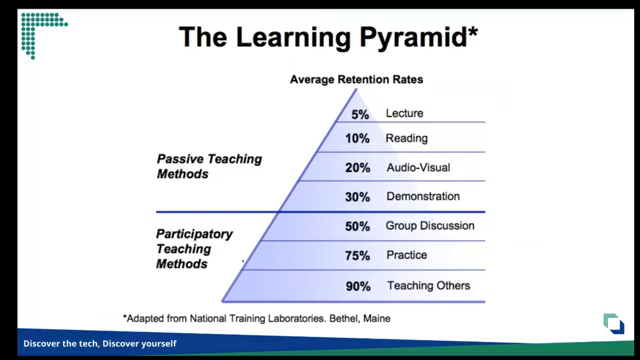 The Learning Pyramid*
Average Retention Rates
5% Lecture
10% Reading
Passive Teaching
Methods
20% Audio-Visual
30% Demonstration
Participatory
Teaching
Methods
50% Group Discussion
75% Practice
90% Teaching Others
*Adapted from National Training Laboratories. Bethel, Maine
Discover the tech, Discover yourself